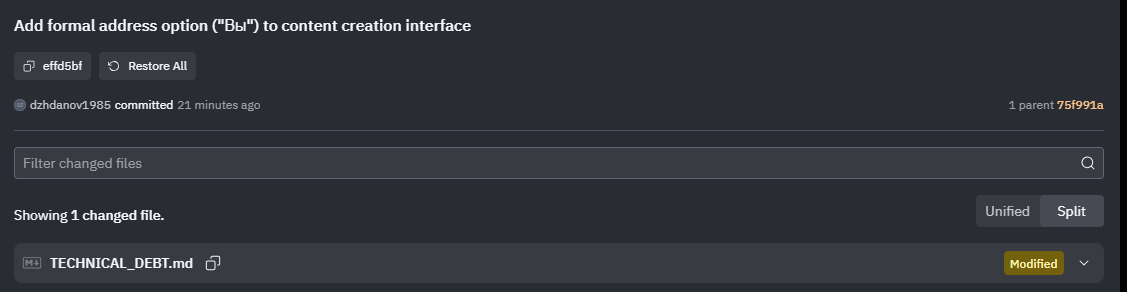 Add formal address option ("Вы") to content creation interface
effd5bf Restore All
dzhdanov1985 committed 21 minutes ago 1 parent 75f991a
Filter changed files
Showing 1 changed file. Unified Split
M↓ TECHNICAL_DEBT.md Modified